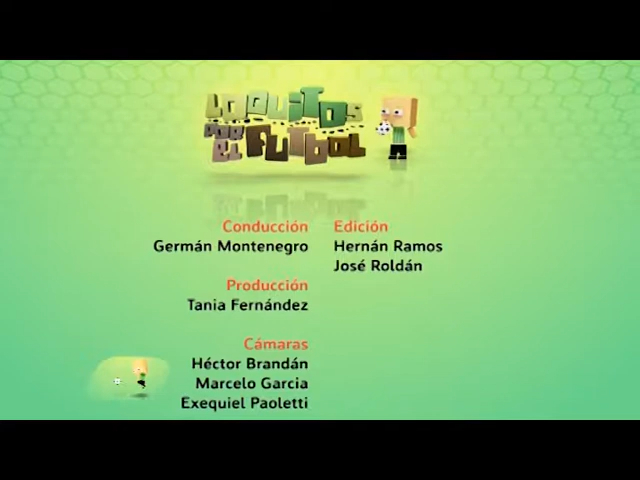 LOQUITOS
POR EL FUTBOL
Conducción
Germán Montenegro
Producción
Tania Fernández
Cámaras
Héctor Brandán
Marcelo Garcia
Exequiel Paoletti
Edición
Hernán Ramos
José Roldán